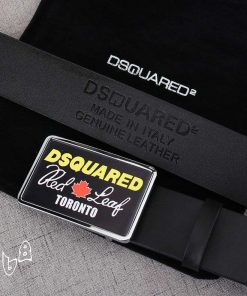 DSQUARED2
DSQUARED2
MADE IN ITALY
GENUINE LEATHER
DSQUARED
Red Leaf
TORONTO